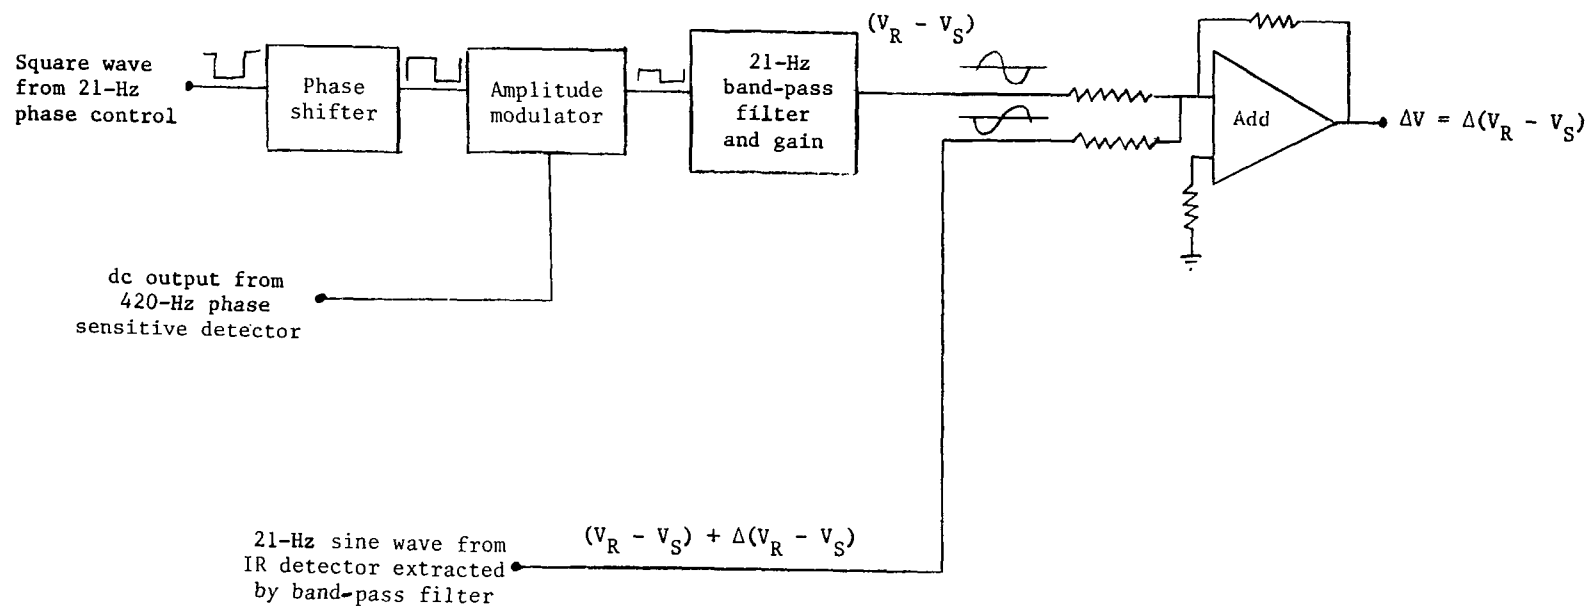 (V_R - V_S)
Square wave
from 21-Hz
phase control
Phase
shifter
Amplitude
modulator
21-Hz
band-pass
filter
and gain
Add
ΔV = Δ(V_R - V_S)
dc output from
420-Hz phase
sensitive detector
(V_R - V_S) + Δ(V_R - V_S)
21-Hz sine wave from
IR detector extracted
by band-pass filter